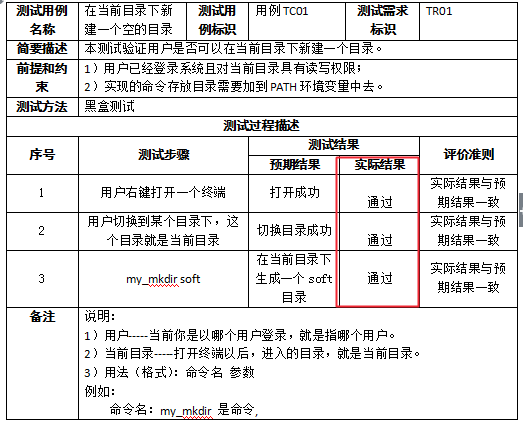 测试用例名称 在当前目录下新建一个空的目录 测试用例标识 用例TC01 测试需求标识 TR01
简要描述 本测试验证用户是否可以在当前目录下新建一个目录。
前提和约束 1）用户已经登录系统且对当前目录具有读写权限；
2）实现的命令存放目录需要加到PATH环境变量中去。
测试方法 黑盒测试
测试过程描述
序号 测试步骤 测试结果 评价准则
预期结果 实际结果
1 用户右键打开一个终端 打开成功 通过 实际结果与预期结果一致
2 用户切换到某个目录下，这个目录就是当前目录 切换目录成功 通过 实际结果与预期结果一致
3 my_mkdir soft 在当前目录下生成一个soft目录 通过 实际结果与预期结果一致
备注 说明：
1）用户-----当前你是以哪个用户登录，就是指哪个用户。
2）当前目录-----打开终端以后，进入的目录，就是当前目录。
3）用法（格式）：命令名 参数
例如：
命令名：my_mkdir 是命令,